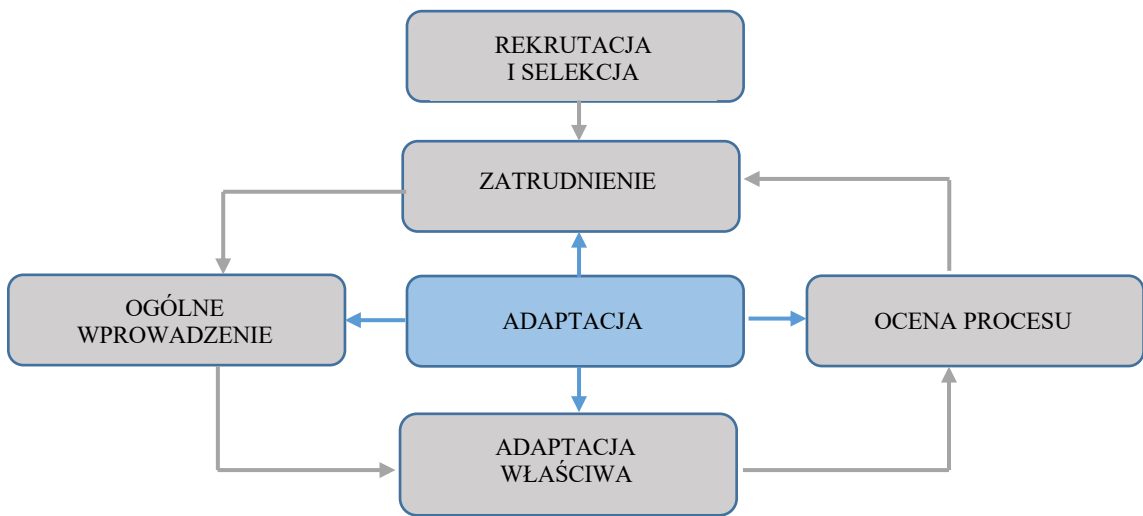 REKRUTACJA
I SELEKCJA
ZATRUDNIENIE
OGÓLNE
WPROWADZENIE
ADAPTACJA
OCENA PROCESU
ADAPTACJA
WŁAŚCIWA